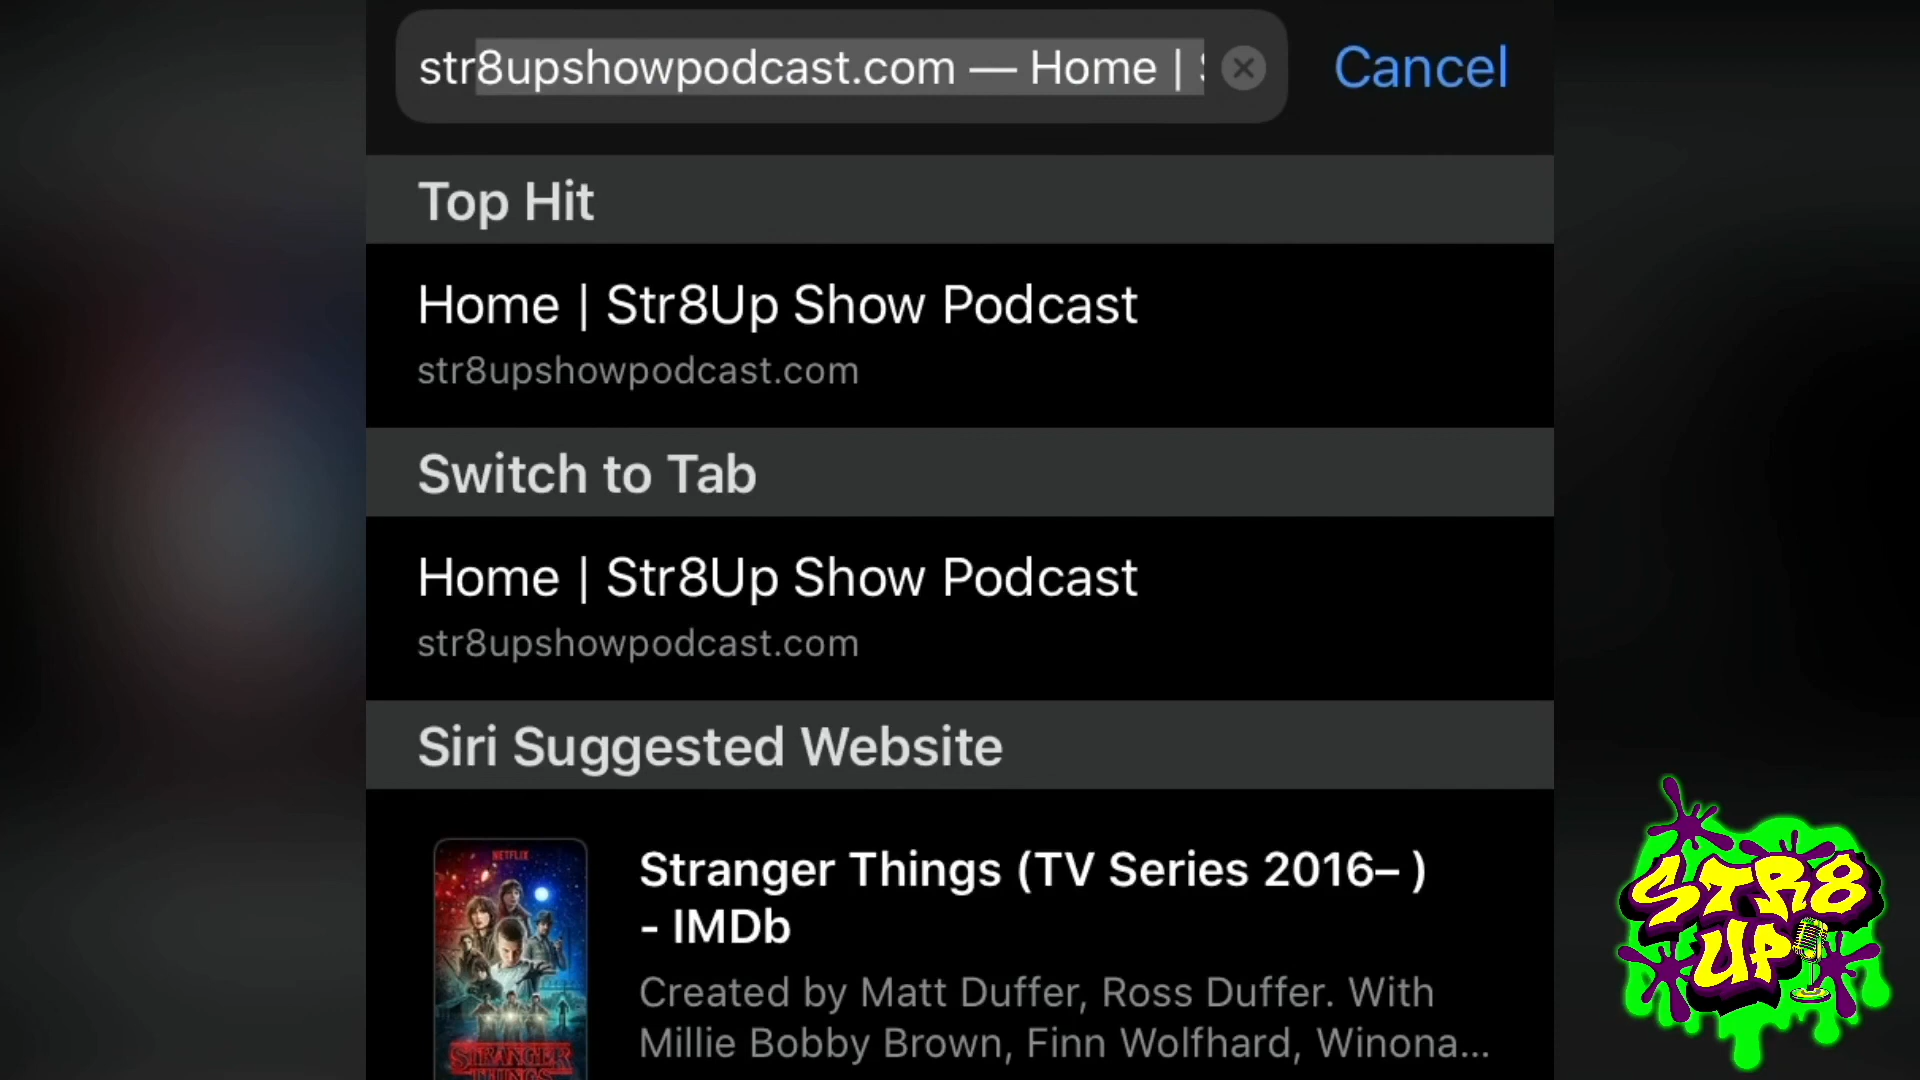 str8upshowpodcast.com — Home |
Cancel
Top Hit
Home | Str8Up Show Podcast
str8upshowpodcast.com
Switch to Tab
Home | Str8Up Show Podcast
str8upshowpodcast.com
Siri Suggested Website
NETFLIX
STRANGER
THINGS
Stranger Things (TV Series 2016– )
- IMDb
Created by Matt Duffer, Ross Duffer. With
Millie Bobby Brown, Finn Wolfhard, Winona...
STR8
UP